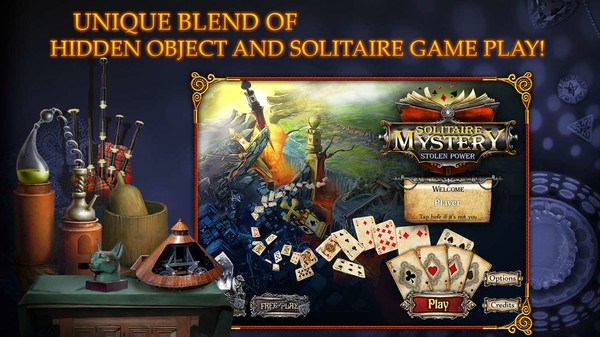 UNIQUE BLEND OF
HIDDEN OBJECT AND SOLITAIRE GAME PLAY!
SOLITAIRE
MYSTERY
STOLEN POWER
WELCOME
Player
Tap here if it's not you...
Options
FREE PLAY
Play
Credits